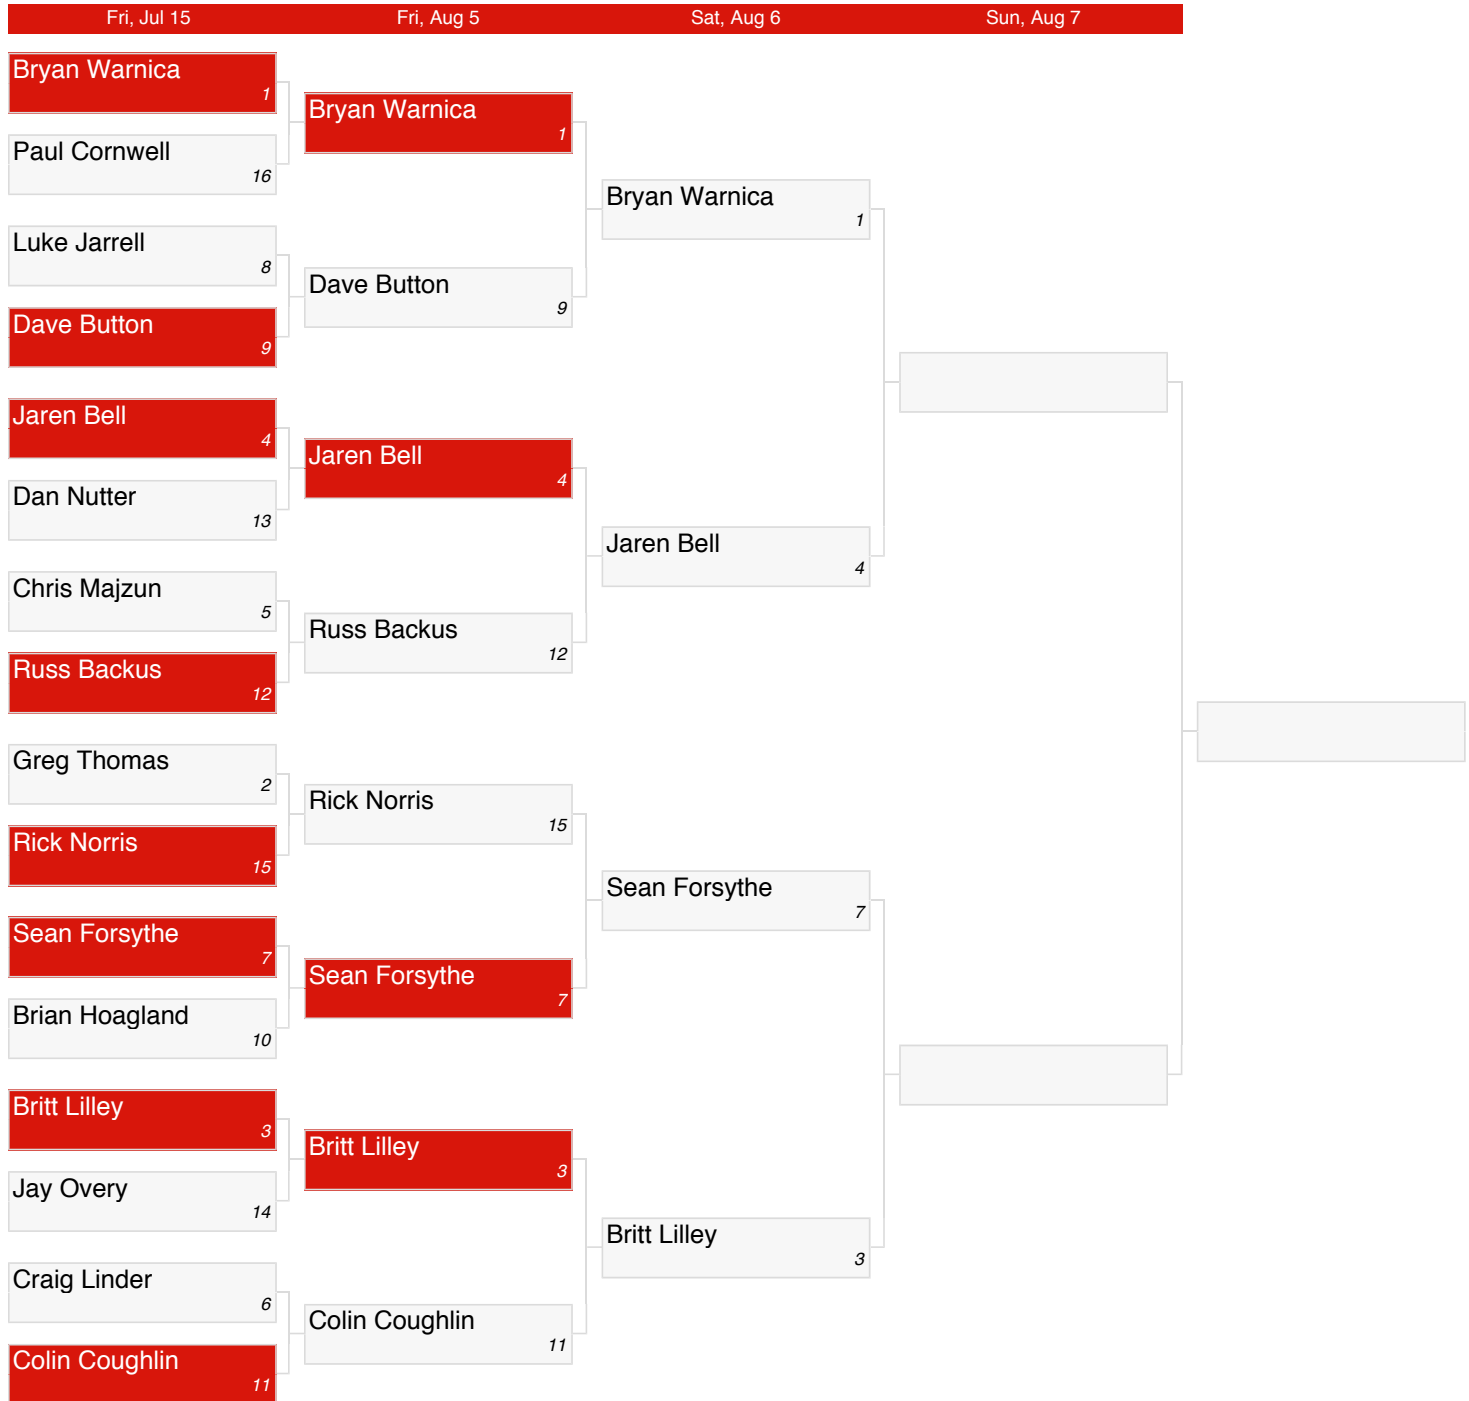 Fri, Jul 15
Fri, Aug 5
Sat, Aug 6
Sun, Aug 7
Bryan Warnica
1
Paul Cornwell
16
Luke Jarrell
8
Dave Button
9
Jaren Bell
4
Dan Nutter
13
Chris Majzun
5
Russ Backus
12
Greg Thomas
2
Rick Norris
15
Sean Forsythe
7
Brian Hoagland
10
Britt Lilley
3
Jay Overy
14
Craig Linder
6
Colin Coughlin
11
Bryan Warnica
1
Dave Button
9
Jaren Bell
4
Russ Backus
12
Rick Norris
15
Sean Forsythe
7
Britt Lilley
3
Colin Coughlin
11
Bryan Warnica
1
Jaren Bell
4
Sean Forsythe
7
Britt Lilley
3